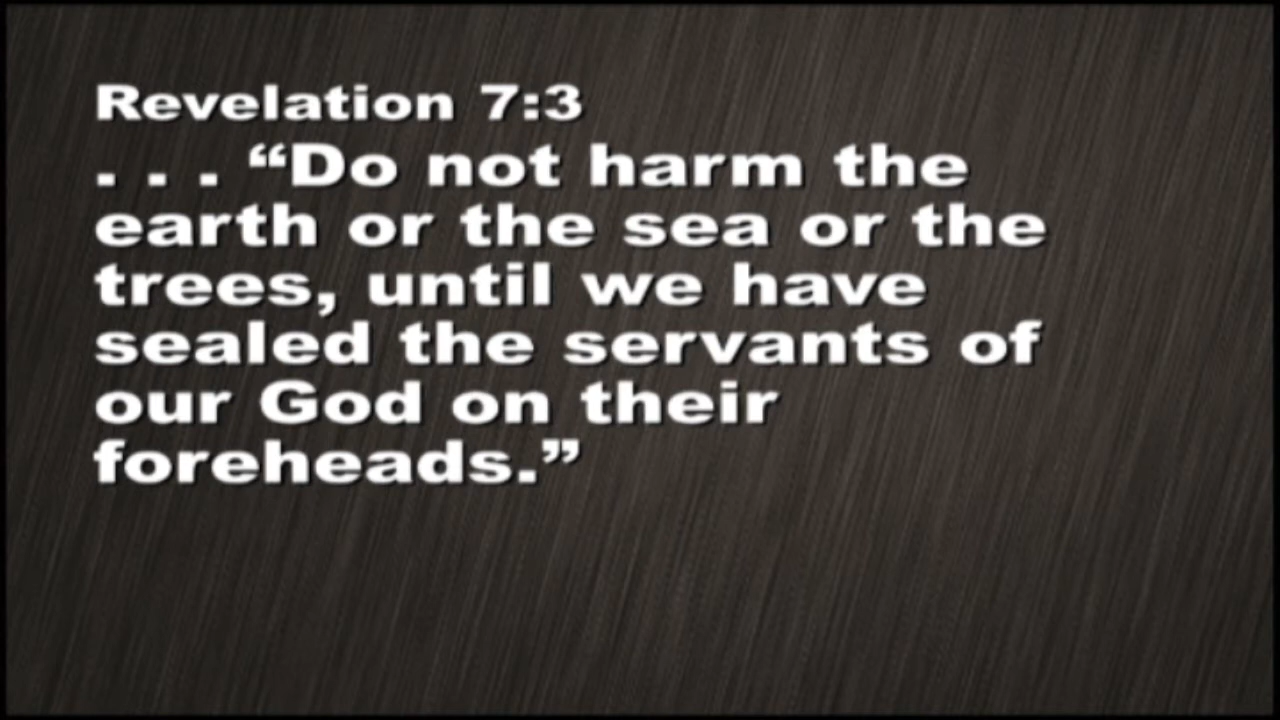 Revelation 7:3
. . . “Do not harm the
earth or the sea or the
trees, until we have
sealed the servants of
our God on their
foreheads.”